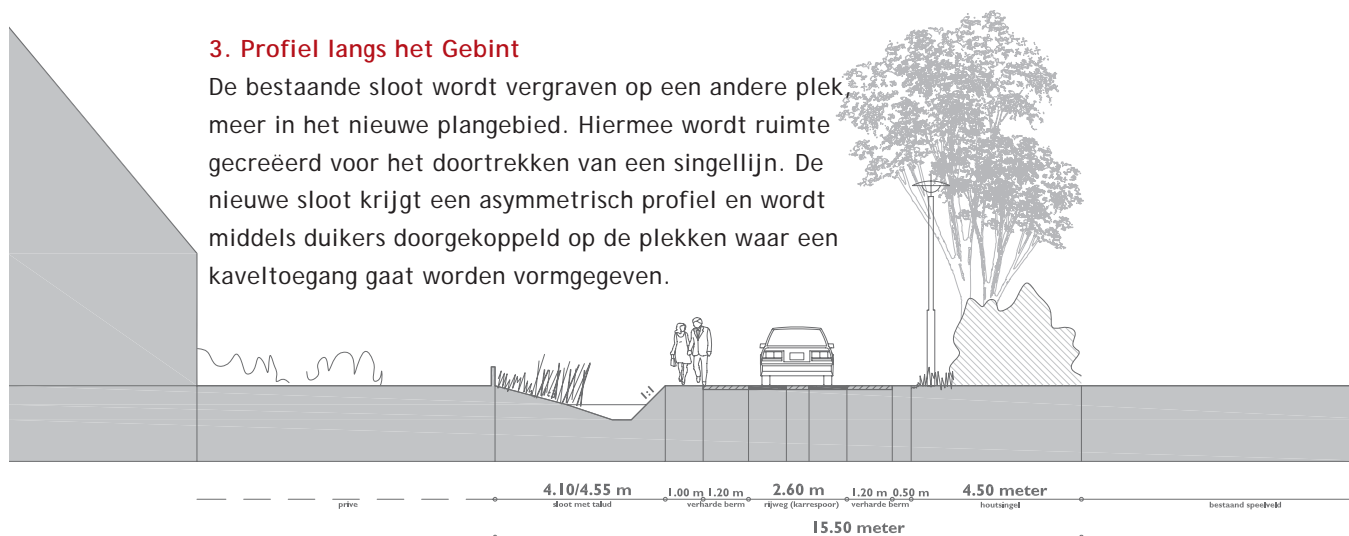 3. Profiel langs het Gebint
De bestaande sloot wordt vergraven op een andere plek,
meer in het nieuwe plangebied. Hiermee wordt ruimte
gecreëerd voor het doortrekken van een singellijn. De
nieuwe sloot krijgt een asymmetrisch profiel en wordt
middels duikers doorgekoppeld op de plekken waar een
kaveltoegang gaat worden vormgegeven.
1:1
4.10/4.55 m 1.00 m 1.20 m 2.60 m 1.20 m 0.50 m 4.50 meter
prive sloot met talud verharde berm rijweg (karrespoor) verharde berm houtsingel bestaand speelveld
15.50 meter